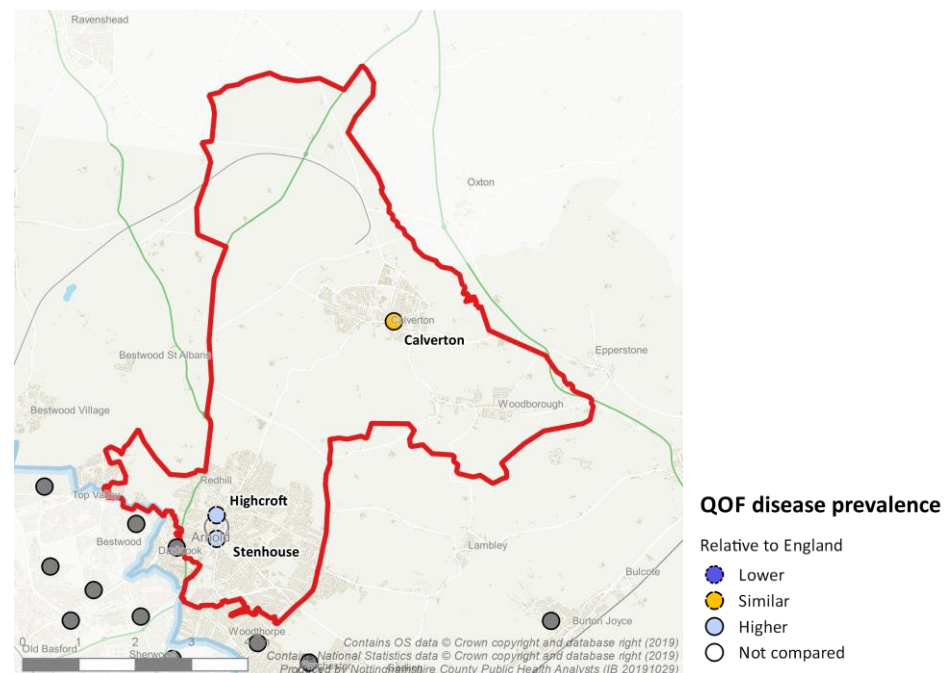 Ravenshead
Oxton
Calverton
Calverton
Bestwood St Albans
Epperstone
Bestwood Village
Woodborough
Redhill
Top Valley
Highcroft
Bestwood
Arnold
Stenhouse
Lambley
Bulcote
Burton Joyce
Woodthorpe
0 1 2 3 4
Old Basford
Contains OS data © Crown copyright and database right (2019)
Contains National Statistics data © Crown copyright and database right (2019)
Produced by Nottinghamshire County Public Health Analysts (IB 20191029)
QOF disease prevalence
Relative to England
Lower
Similar
Higher
Not compared